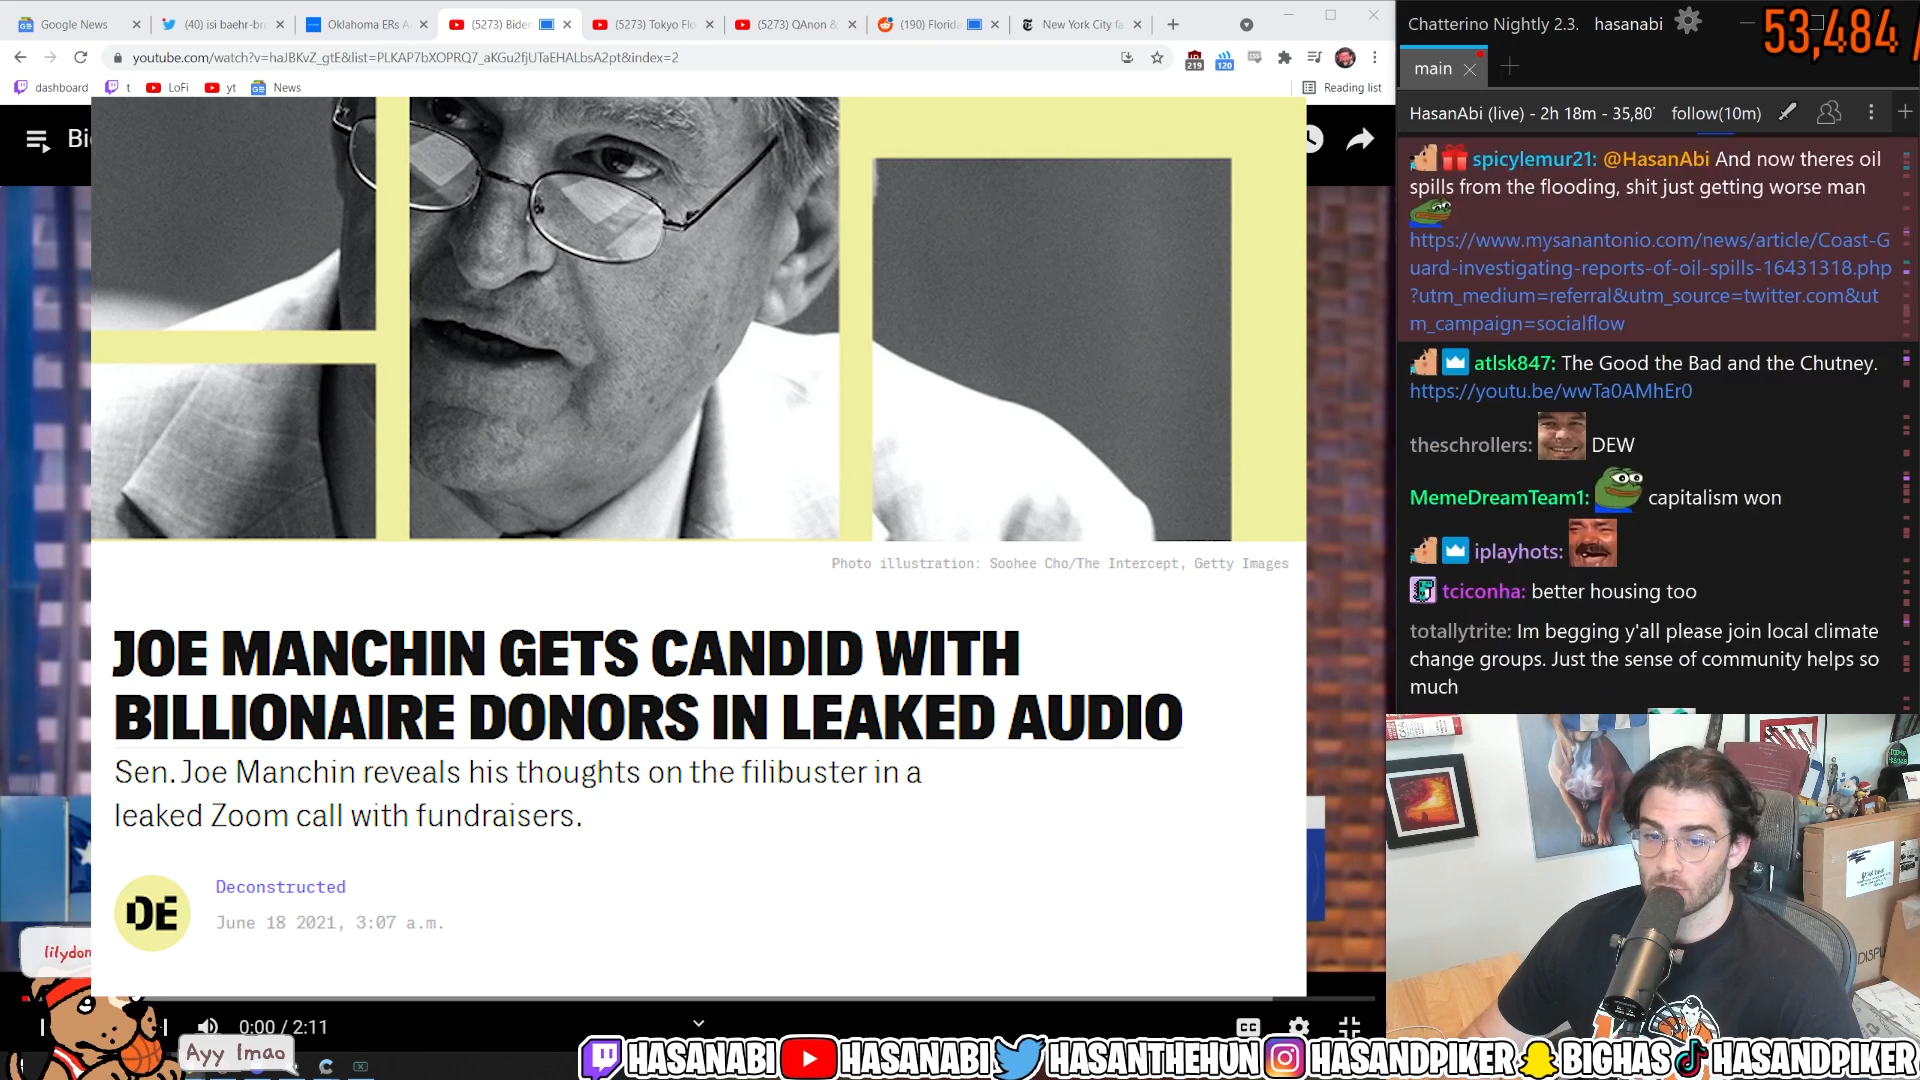 Google News
(40) isi baehr-br
Oklahoma ERs A
(5273) Biden
(5273) Tokyo Flo
(5273) QAnon &
(190) Florida
New York City fa
youtube.com/watch?v=haJBKvZ_gtE&list=PLKAP7bXOPRQ7_aKGu2fjUTaEHALbsA2pt&index=2
219
120
dashboard
t
LoFi
yt
News
Reading list
Bi
Photo illustration: Soohee Cho/The Intercept, Getty Images
JOE MANCHIN GETS CANDID WITH
BILLIONAIRE DONORS IN LEAKED AUDIO
Sen. Joe Manchin reveals his thoughts on the filibuster in a
leaked Zoom call with fundraisers.
DE
Deconstructed
June 18 2021, 3:07 a.m.
lilydon
Ayy lmao
0:00 / 2:11
CC
Chatterino Nightly 2.3.
hasanabi
53,484 /
main
HasanAbi (live) - 2h 18m - 35,80
follow(10m)
spicylemur21: @HasanAbi And now theres oil
spills from the flooding, shit just getting worse man
https://www.mysanantonio.com/news/article/Coast-G
uard-investigating-reports-of-oil-spills-16431318.php
?utm_medium=referral&utm_source=twitter.com&ut
m_campaign=socialflow
atlsk847: The Good the Bad and the Chutney.
https://youtu.be/wwTa0AMhEr0
theschrollers: DEW
MemeDreamTeam1: capitalism won
iplayhots:
tciconha: better housing too
totallytrite: Im begging y'all please join local climate
change groups. Just the sense of community helps so
much
HASANABI HASANABI HASANTHEHUN HASANDPIKER BIGHAS HASANDPIKER